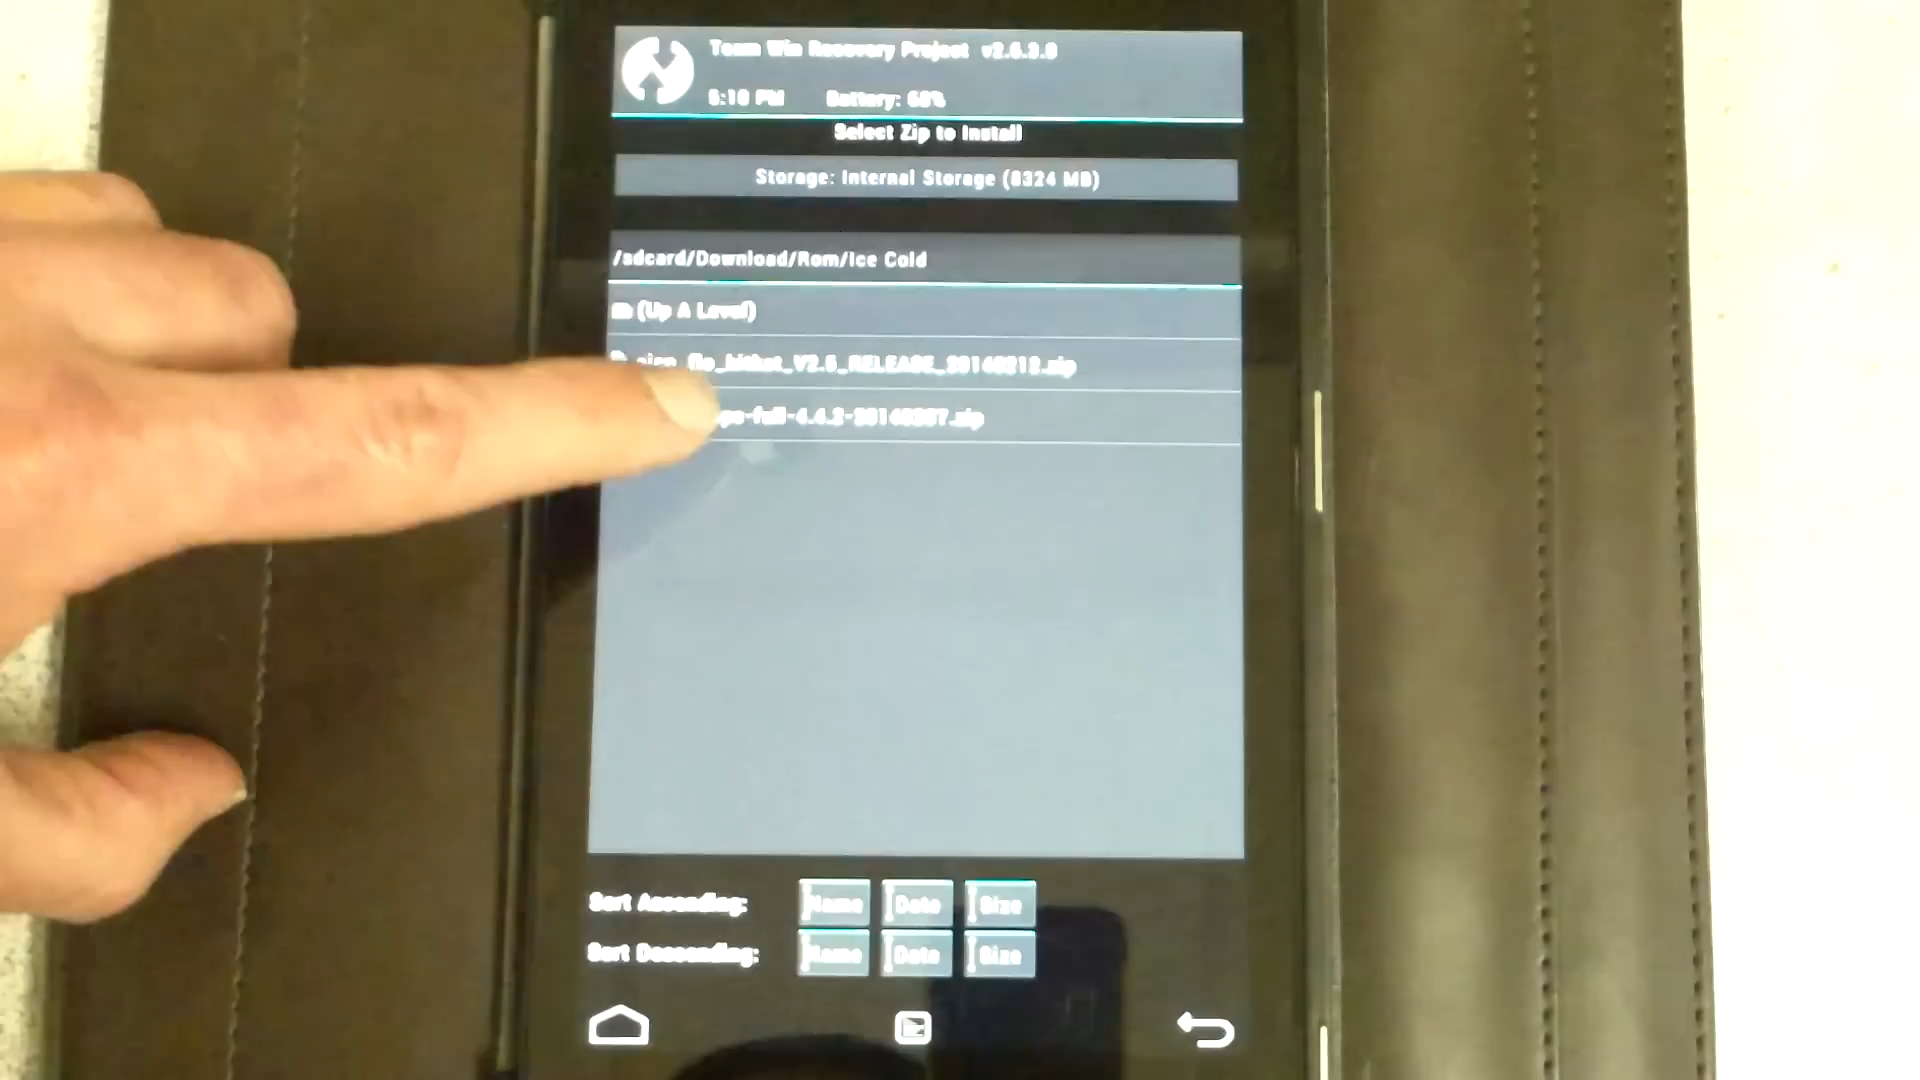 Team Win Recovery Project v2.6.3.0
Battery: 68%
Select Zip to Install
Storage: Internal Storage (8324 MB)
/sdcard/Download/Rom/Ice Cold
(Up A Level)
RELEASE
Sort Ascending:
Name Date Size
Sort Descending:
Name Date Size